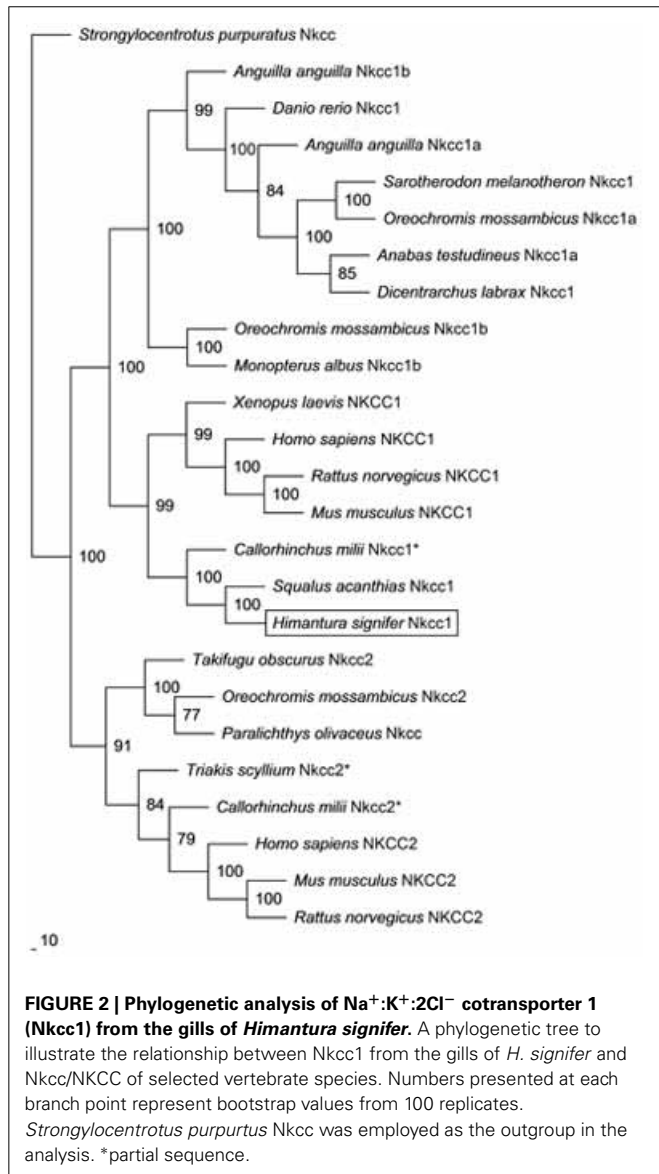 Strongylocentrotus purpuratus Nkcc
Anguilla anguilla Nkcc1b
99
Danio rerio Nkcc1
100
Anguilla anguilla Nkcc1a
84
Sarotherodon melanotheron Nkcc1
100
Oreochromis mossambicus Nkcc1a
100
100
Anabas testudineus Nkcc1a
85
Dicentrarchus labrax Nkcc1
Oreochromis mossambicus Nkcc1b
100
Monopterus albus Nkcc1b
100
Xenopus laevis NKCC1
99
Homo sapiens NKCC1
100
Rattus norvegicus NKCC1
100
Mus musculus NKCC1
99
Callorhinchus milii Nkcc1*
100
Squalus acanthias Nkcc1
100
Himantura signifer Nkcc1
100
Takifugu obscurus Nkcc2
100
Oreochromis mossambicus Nkcc2
77
Paralichthys olivaceus Nkcc
91
Triakis scyllium Nkcc2*
84
Callorhinchus milii Nkcc2*
79
Homo sapiens NKCC2
100
Mus musculus NKCC2
100
Rattus norvegicus NKCC2
10
FIGURE 2 | Phylogenetic analysis of Na⁺:K⁺:2Cl⁻ cotransporter 1
(Nkcc1) from the gills of Himantura signifer. A phylogenetic tree to
illustrate the relationship between Nkcc1 from the gills of H. signifer and
Nkcc/NKCC of selected vertebrate species. Numbers presented at each
branch point represent bootstrap values from 100 replicates.
Strongylocentrotus purpurtus Nkcc was employed as the outgroup in the
analysis. *partial sequence.